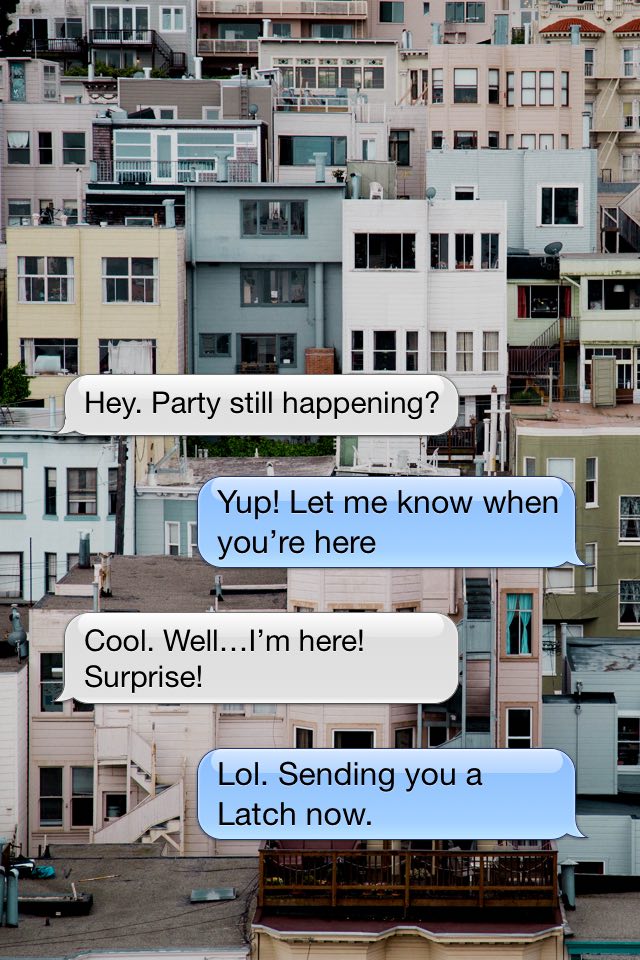 Hey. Party still happening?
Yup! Let me know when
you’re here
Cool. Well…I’m here!
Surprise!
Lol. Sending you a
Latch now.